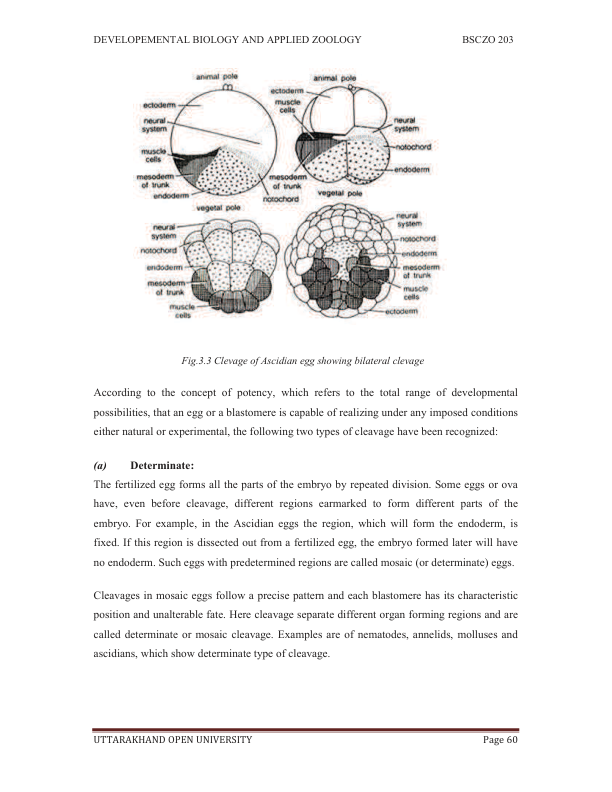 DEVELOPEMENTAL BIOLOGY AND APPLIED ZOOLOGY BSCZO 203
animal pole
ectoderm
neural
system
muscle
cells
mesoderm
of trunk
endoderm
notochord
vegetal pole
animal pole
ectoderm
muscle
cells
neural
system
notochord
endoderm
mesoderm
of trunk
vegetal pole
neural
system
notochord
endoderm
mesoderm
of trunk
muscle
cells
neural
system
notochord
endoderm
mesoderm
of trunk
muscle
cells
ectoderm
Fig.3.3 Clevage of Ascidian egg showing bilateral clevage
According to the concept of potency, which refers to the total range of developmental
possibilities, that an egg or a blastomere is capable of realizing under any imposed conditions
either natural or experimental, the following two types of cleavage have been recognized:
(a) Determinate:
The fertilized egg forms all the parts of the embryo by repeated division. Some eggs or ova
have, even before cleavage, different regions earmarked to form different parts of the
embryo. For example, in the Ascidian eggs the region, which will form the endoderm, is
fixed. If this region is dissected out from a fertilized egg, the embryo formed later will have
no endoderm. Such eggs with predetermined regions are called mosaic (or determinate) eggs.
Cleavages in mosaic eggs follow a precise pattern and each blastomere has its characteristic
position and unalterable fate. Here cleavage separate different organ forming regions and are
called determinate or mosaic cleavage. Examples are of nematodes, annelids, molluses and
ascidians, which show determinate type of cleavage.
UTTARAKHAND OPEN UNIVERSITY Page 60